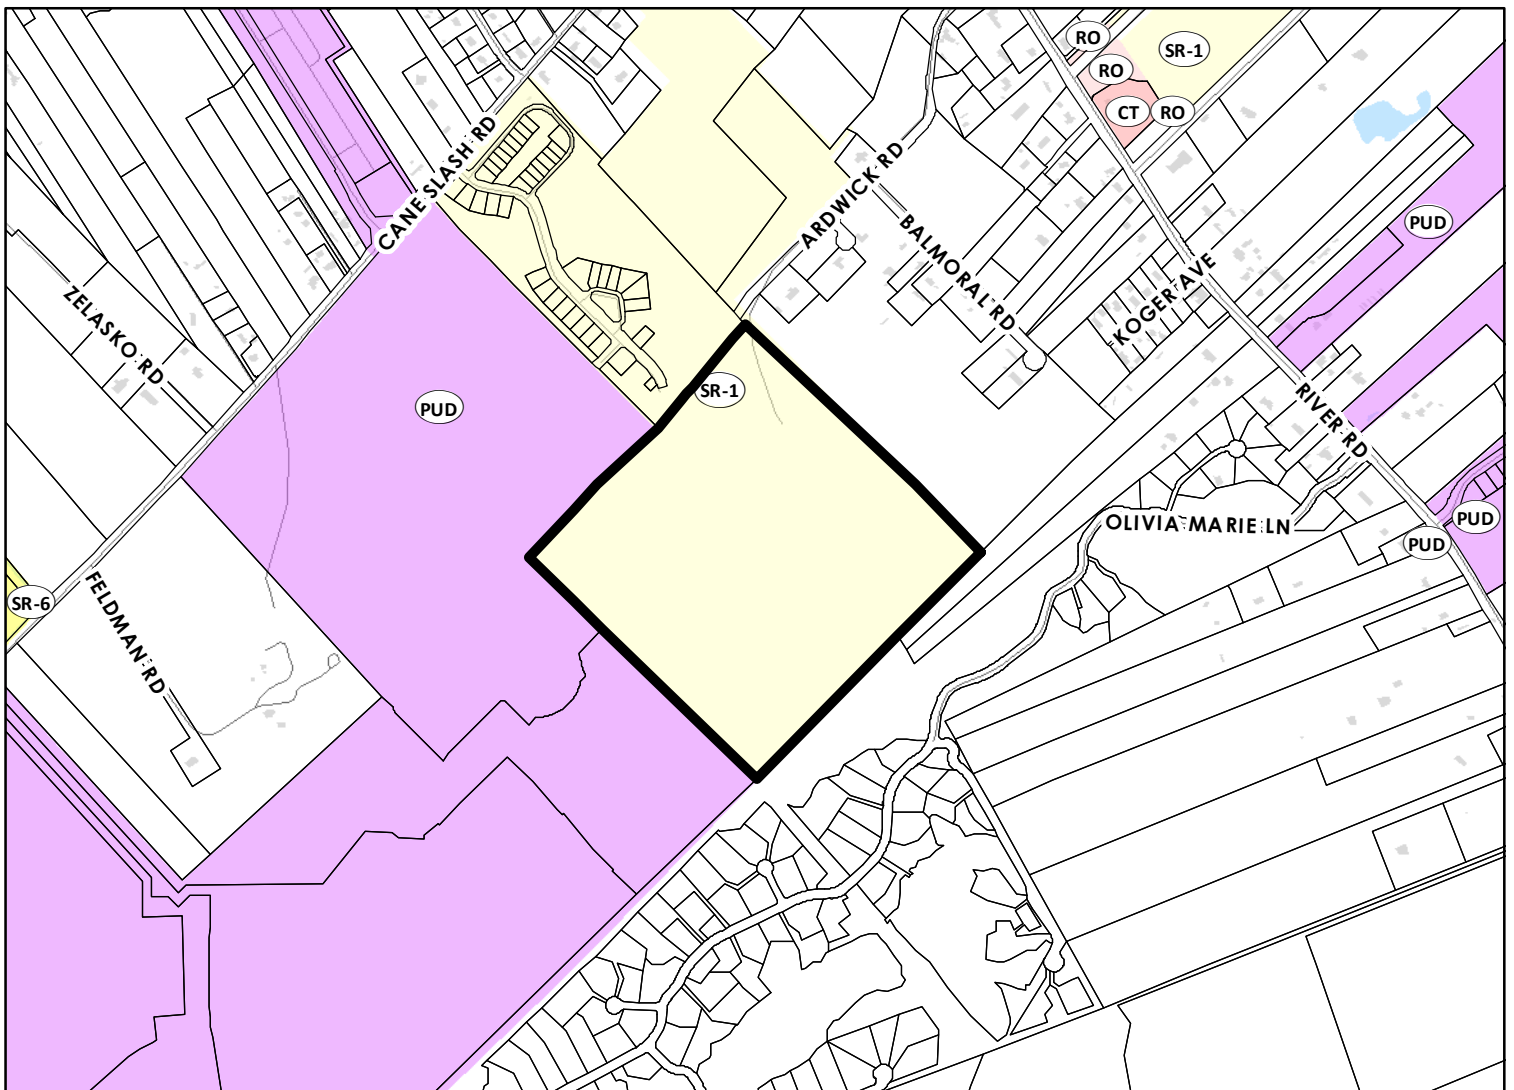 RO
SR-1
RO
CT
RO
CANE SLASH RD
ARDWICK RD
BALMORAL RD
PUD
KOGER AVE
ZELASKO RD
SR-1
PUD
RIVER RD
OLIVIA MARIE LN
PUD
PUD
FELDMAN RD
SR-6